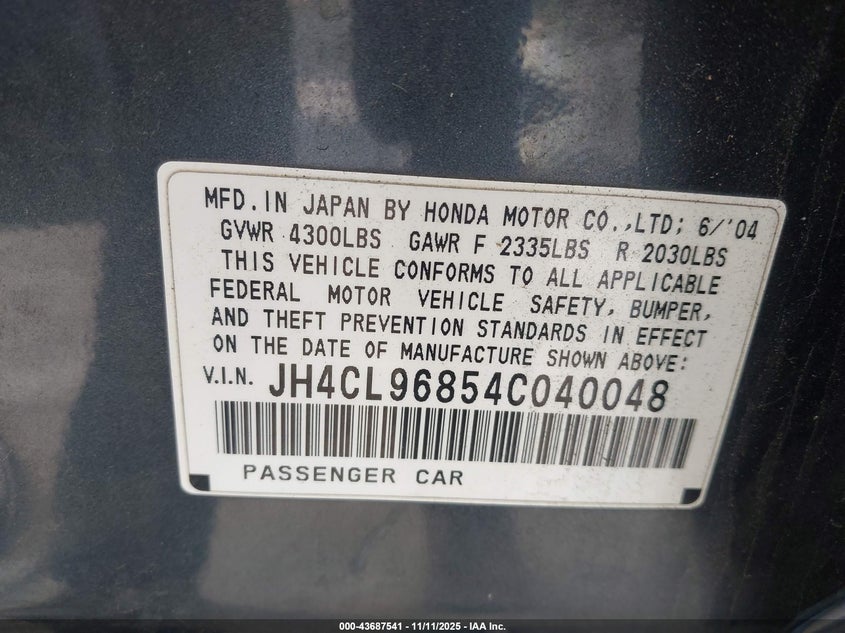 MFD. IN JAPAN BY HONDA MOTOR CO.,LTD; 6/'04
GVWR 4300LBS GAWR F 2335LBS R 2030LBS
THIS VEHICLE CONFORMS TO ALL APPLICABLE
FEDERAL MOTOR VEHICLE SAFETY, BUMPER,
AND THEFT PREVENTION STANDARDS IN EFFECT
ON THE DATE OF MANUFACTURE SHOWN ABOVE:
V.I.N. JH4CL96854C040048
PASSENGER CAR
000-43687541 - 11/11/2025 - IAA Inc.